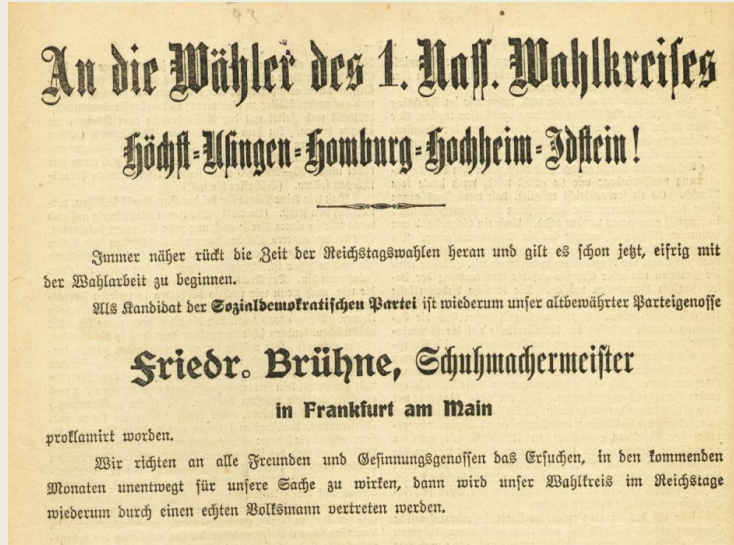 An die Wähler des 1. Nass. Wahlkreises
Höchst-Usingen-Homburg-Hochheim-Idstein!
Immer näher rückt die Zeit der Reichstagswahlen heran und gilt es schon jetzt, eifrig mit
der Wahlarbeit zu beginnen.
Als Kandidat der Sozialdemokratischen Partei ist wiederum unser altbewährter Parteigenosse
Friedr. Brühne, Schuhmachermeister
in Frankfurt am Main
proklamirt worden.
Wir richten an alle Freunden und Gesinnungsgenossen das Ersuchen, in den kommenden
Monaten unentwegt für unsere Sache zu wirken, dann wird unser Wahlkreis im Reichstage
wiederum durch einen echten Volksmann vertreten werden.